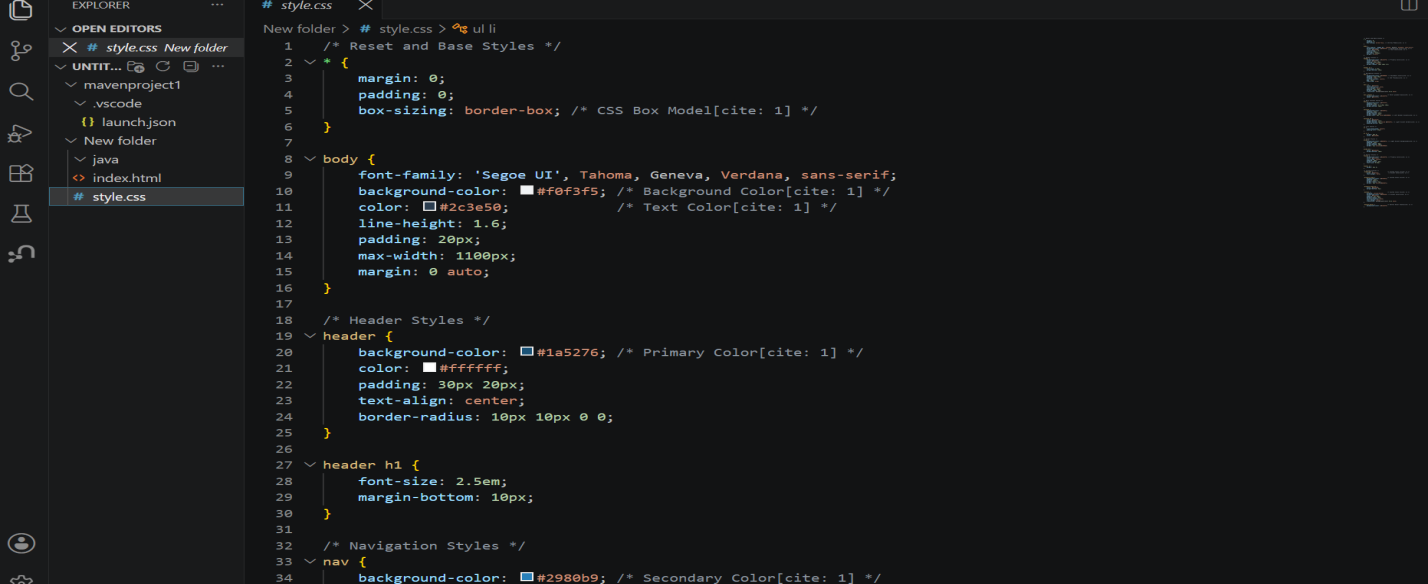 EXPLORER
OPEN EDITORS
# style.css New folder
UNTIT...
mavenproject1
.vscode
{} launch.json
New folder
java
<> index.html
# style.css
# style.css
New folder > # style.css > ul li
1 /* Reset and Base Styles */
2 * {
3 margin: 0;
4 padding: 0;
5 box-sizing: border-box; /* CSS Box Model[cite: 1] */
6 }
7
8 body {
9 font-family: 'Segoe UI', Tahoma, Geneva, Verdana, sans-serif;
10 background-color: #f0f3f5; /* Background Color[cite: 1] */
11 color: #2c3e50; /* Text Color[cite: 1] */
12 line-height: 1.6;
13 padding: 20px;
14 max-width: 1100px;
15 margin: 0 auto;
16 }
17
18 /* Header Styles */
19 header {
20 background-color: #1a5276; /* Primary Color[cite: 1] */
21 color: #ffffff;
22 padding: 30px 20px;
23 text-align: center;
24 border-radius: 10px 10px 0 0;
25 }
26
27 header h1 {
28 font-size: 2.5em;
29 margin-bottom: 10px;
30 }
31
32 /* Navigation Styles */
33 nav {
34 background-color: #2980b9; /* Secondary Color[cite: 1] */